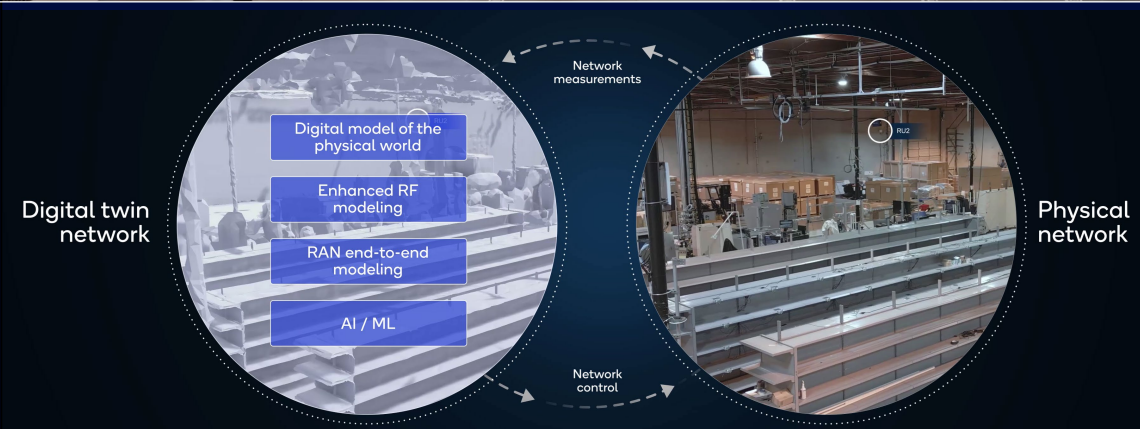 Network
measurements
RU2
RU2
Digital model of the
physical world
Enhanced RF
modeling
Digital twin
network
Physical
network
RAN end-to-end
modeling
AI / ML
Network
control